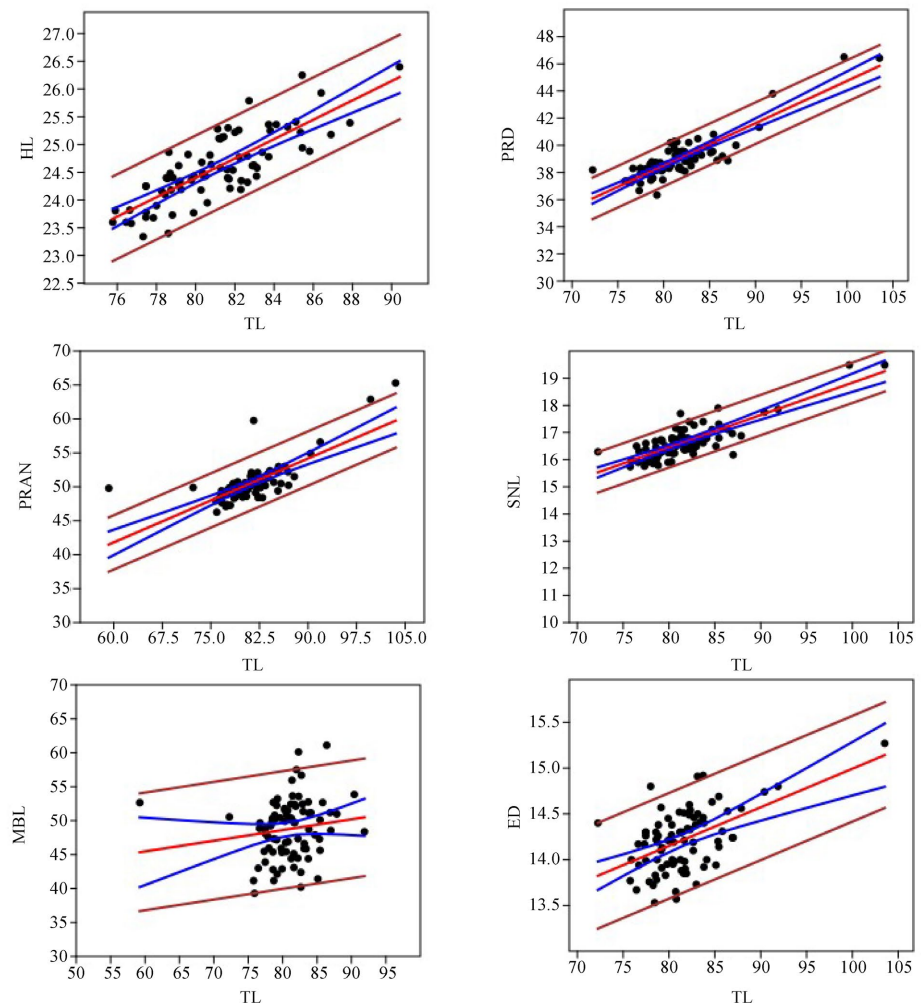 HL
27.0
26.5
26.0
25.5
25.0
24.5
24.0
23.5
23.0
22.5
76 78 80 82 84 86 88 90
TL
PRD
48
46
44
42
40
38
36
34
32
30
70 75 80 85 90 95 100 105
TL
PRAN
70
65
60
55
50
45
40
35
30
60.0 67.5 75.0 82.5 90.0 97.5 105.0
TL
SNL
19
18
17
16
15
14
13
12
11
10
70 75 80 85 90 95 100 105
TL
MBL
70
65
60
55
50
45
40
35
30
50 55 60 65 70 75 80 85 90 95
TL
ED
15.5
15.0
14.5
14.0
13.5
70 75 80 85 90 95 100 105
TL